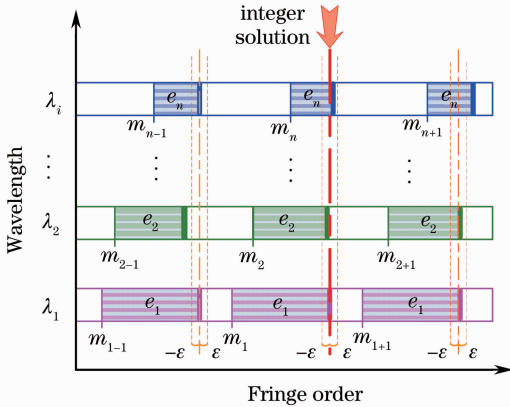 integer
solution
Wavelength
λᵢ eₙ eₙ eₙ
mₙ₋₁ mₙ mₙ₊₁
⋮ ⋮ ⋮ ⋮
λ₂ e₂ e₂ e₂
m₂₋₁ m₂ m₂₊₁
λ₁ e₁ e₁ e₁
m₁₋₁ m₁ m₁₊₁
-ε ε -ε ε -ε ε
Fringe order